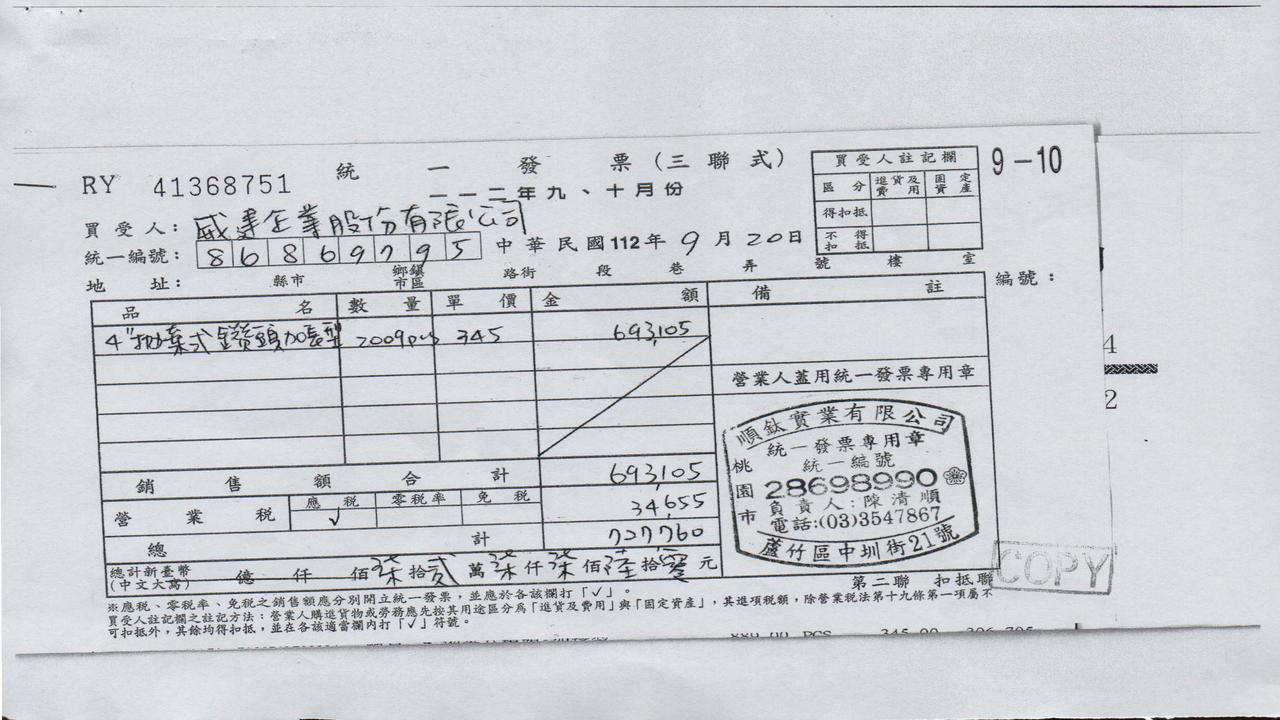 統一發票(三聯式)
RY 41368751
一一二年九、十月份
9-10
買受人註記欄
區分 進貨及費用 固定資產
得扣抵
不得扣抵
買受人: 威建企業股份有限公司
統一編號: 86869795 中華民國112年9月20日
地址: 縣市 鄉鎮市區 路街 段 巷 弄 號 樓 室
編號:
品名 數量 單價 金額 備註
4"拋棄式鑽頭加長型 2009pcs 345 693,105
營業人蓋用統一發票專用章
順鈦實業有限公司
統一發票專用章
統一編號
桃園市
28698990
負責人:陳清順
電話:(03)3547867
蘆竹區中圳街21號
銷售額合計 693,105
營業稅 應稅 √ 零稅率 免稅 34,655
總計 727,760
總計新臺幣(中文大寫) 億 仟 佰柒拾貳萬柒仟柒佰陸拾零元
第二聯 扣抵聯
COPY
※應稅、零稅率、免稅之銷售額應分別開立統一發票,並應於各該欄打「√」。
買受人註記欄之註記方法:營業人購進貨物或勞務應先按其用途區分為「進貨及費用」與「固定資產」,其進項稅額,除營業稅法第十九條第一項屬不
可扣抵外,其餘均得扣抵,並在各該適當欄內打「√」符號。
4
2